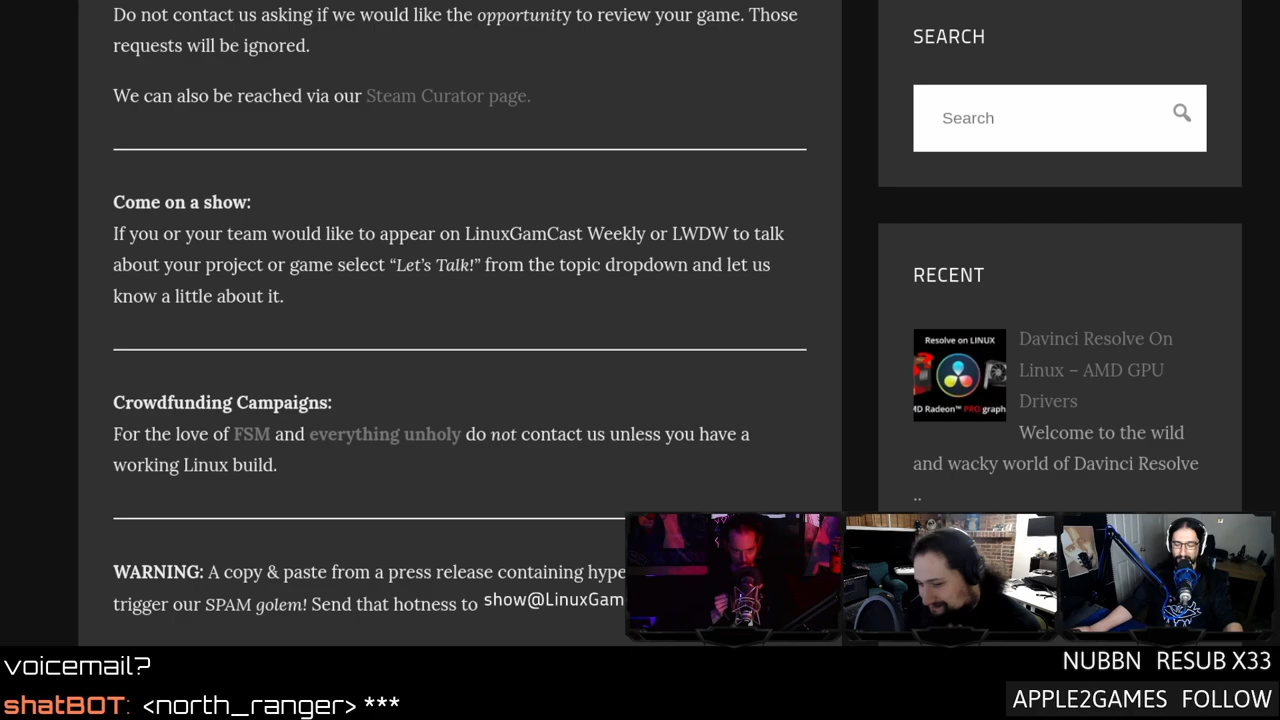 Do not contact us asking if we would like the opportunity to review your game. Those
requests will be ignored.
We can also be reached via our Steam Curator page.
Come on a show:
If you or your team would like to appear on LinuxGamCast Weekly or LWDW to talk
about your project or game select “Let’s Talk!” from the topic dropdown and let us
know a little about it.
Crowdfunding Campaigns:
For the love of FSM and everything unholy do not contact us unless you have a
working Linux build.
WARNING: A copy & paste from a press release containing hype
trigger our SPAM golem! Send that hotness to show@LinuxGam
SEARCH
Search
RECENT
Resolve on LINUX
MD Radeon™ PRO graph
Davinci Resolve On
Linux – AMD GPU
Drivers
Welcome to the wild
and wacky world of Davinci Resolve
..
voicemail?
shatBOT: <north_ranger> ***
NUBBN RESUB X33
APPLE2GAMES FOLLOW